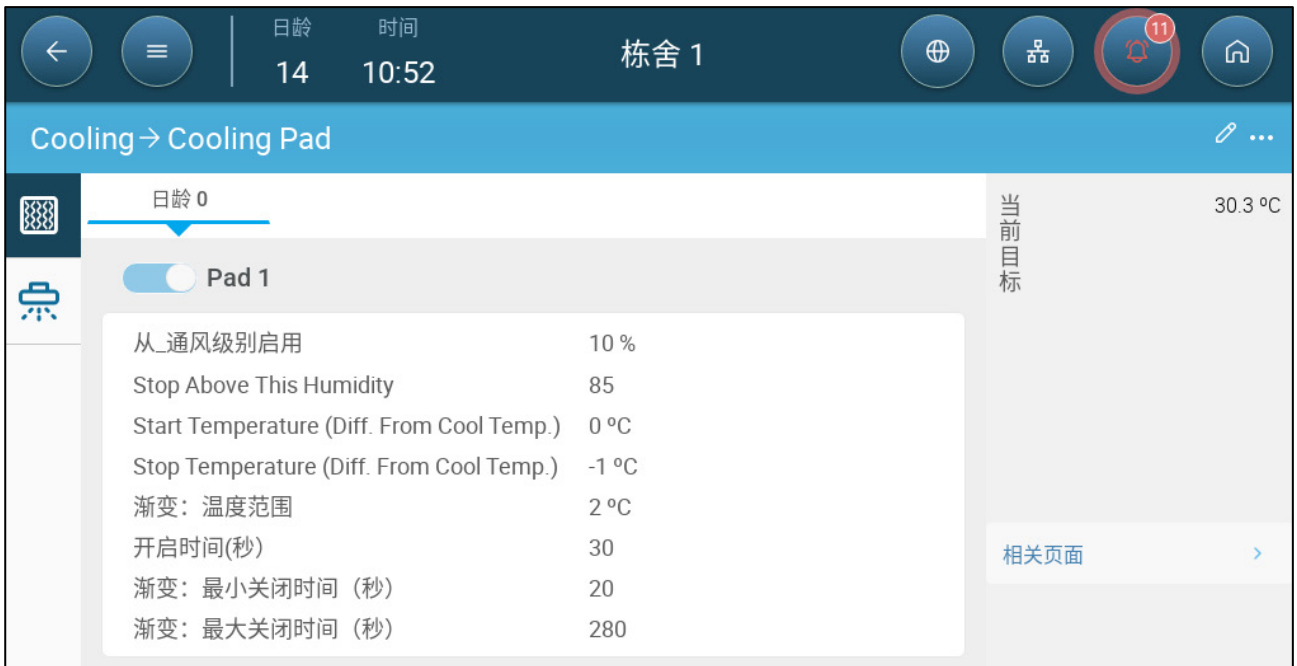 日龄
14
时间
10:52
栋舍 1
11
Cooling→Cooling Pad
日龄 0
Pad 1
从_通风级别启用 10 %
Stop Above This Humidity 85
Start Temperature (Diff. From Cool Temp.) 0 ºC
Stop Temperature (Diff. From Cool Temp.) -1 ºC
渐变：温度范围 2 ºC
开启时间(秒） 30
渐变：最小关闭时间（秒） 20
渐变：最大关闭时间（秒） 280
当前目标 30.3 ºC
相关页面